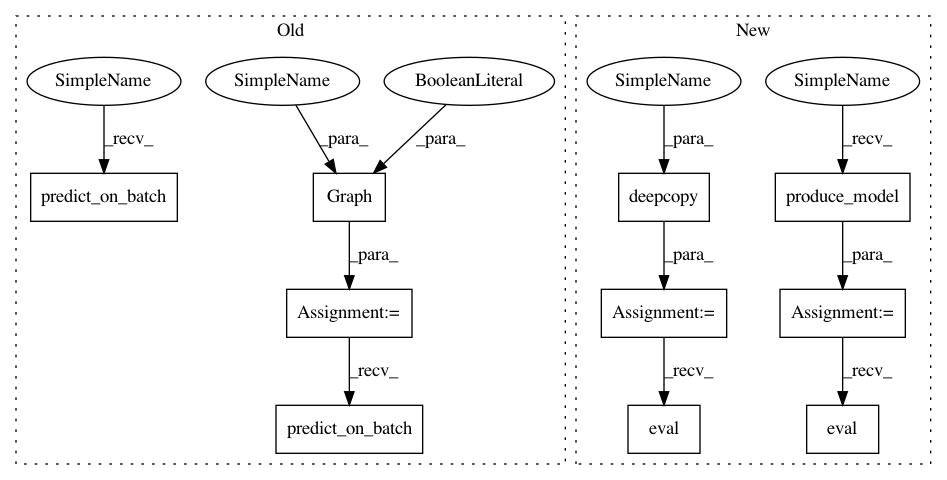 Old
New
SimpleName
SimpleName
BooleanLiteral
SimpleName
SimpleName
_recv_
_para_
_para_
_para_
_recv_
predict_on_batch
Graph
deepcopy
produce_model
_para_
_para_
_para_
Assignment:=
Assignment:=
Assignment:=
_recv_
_recv_
_recv_
predict_on_batch
eval
eval